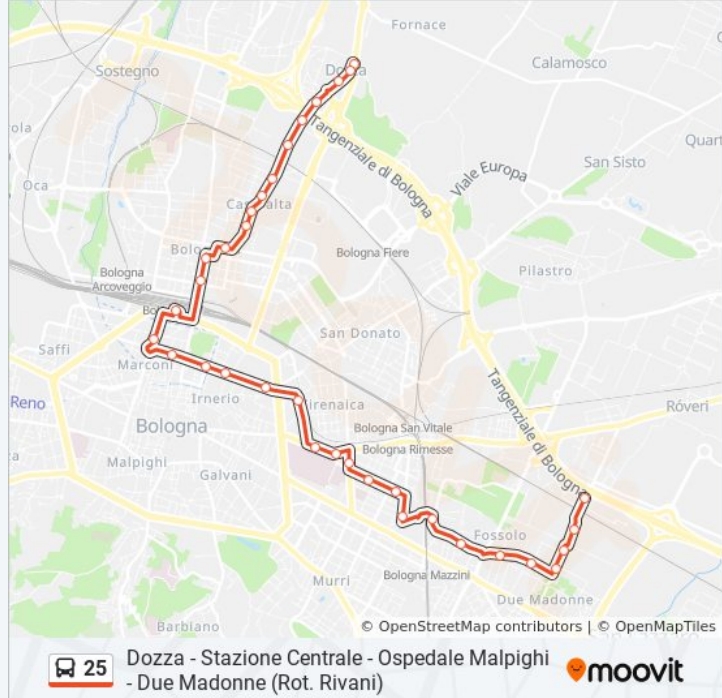 Fornace
Dozza
Sostegno
Calamosco
Tangenziale di Bologna
Quart
San Sisto
Viale Europa
Oca
Casaralta
Bolo
Bologna Fiere
Bologna
Arcoveggio
Pilastro
Bolo
San Donato
Saffi
Marconi
Tangenziale di Bologna
Irnerio
Cirenaica
Reno
Róveri
Bologna
Bologna San Vitale
Bologna Rimesse
Malpighi
Galvani
Fossolo
Murri
Bologna Mazzini
Due Madonne
Barbiano
© OpenStreetMap contributors | © OpenMapTiles
25
Dozza - Stazione Centrale - Ospedale Malpighi
- Due Madonne (Rot. Rivani)
moovit